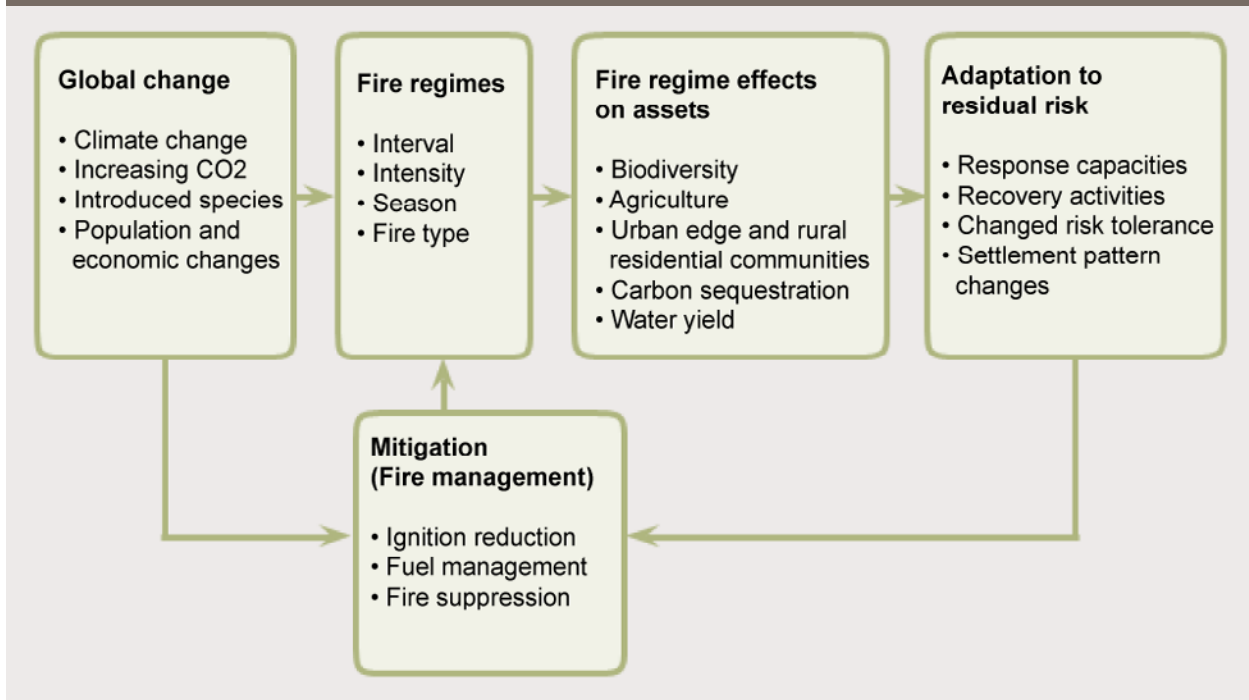 Global change
• Climate change
• Increasing CO2
• Introduced species
• Population and
economic changes
Fire regimes
• Interval
• Intensity
• Season
• Fire type
Fire regime effects
on assets
• Biodiversity
• Agriculture
• Urban edge and rural
residential communities
• Carbon sequestration
• Water yield
Adaptation to
residual risk
• Response capacities
• Recovery activities
• Changed risk tolerance
• Settlement pattern
changes
Mitigation
(Fire management)
• Ignition reduction
• Fuel management
• Fire suppression